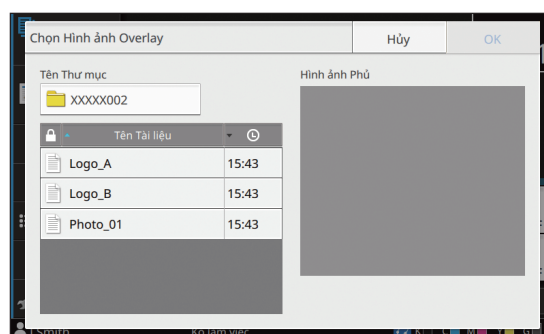 Chọn Hình ảnh Overlay
Hủy
OK
Tên Thư mục
Hình ảnh Phủ
XXXXX002
Tên Tài liệu
Logo_A
15:43
Logo_B
15:43
Photo_01
15:43